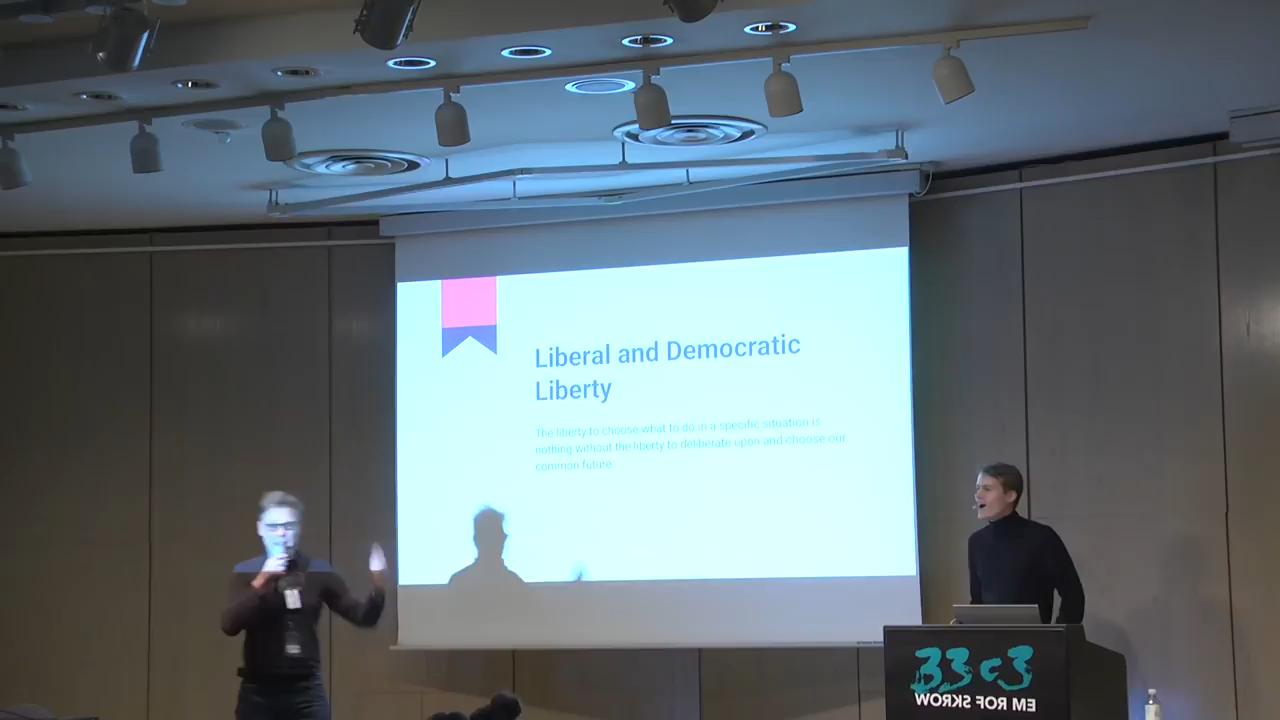 Liberal and Democratic
Liberty
The liberty to choose what to do in a specific situation is
nothing without the liberty to deliberate upon and choose our
common future.
33c3
WORKS FOR ME